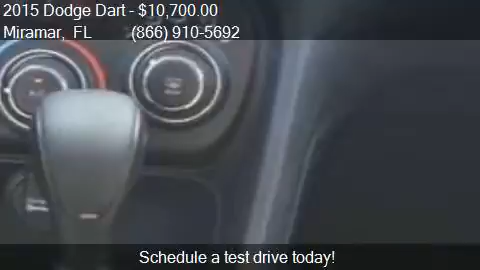 2015 Dodge Dart - $10,700.00
Miramar,  FL (866) 910-5692
Schedule a test drive today!